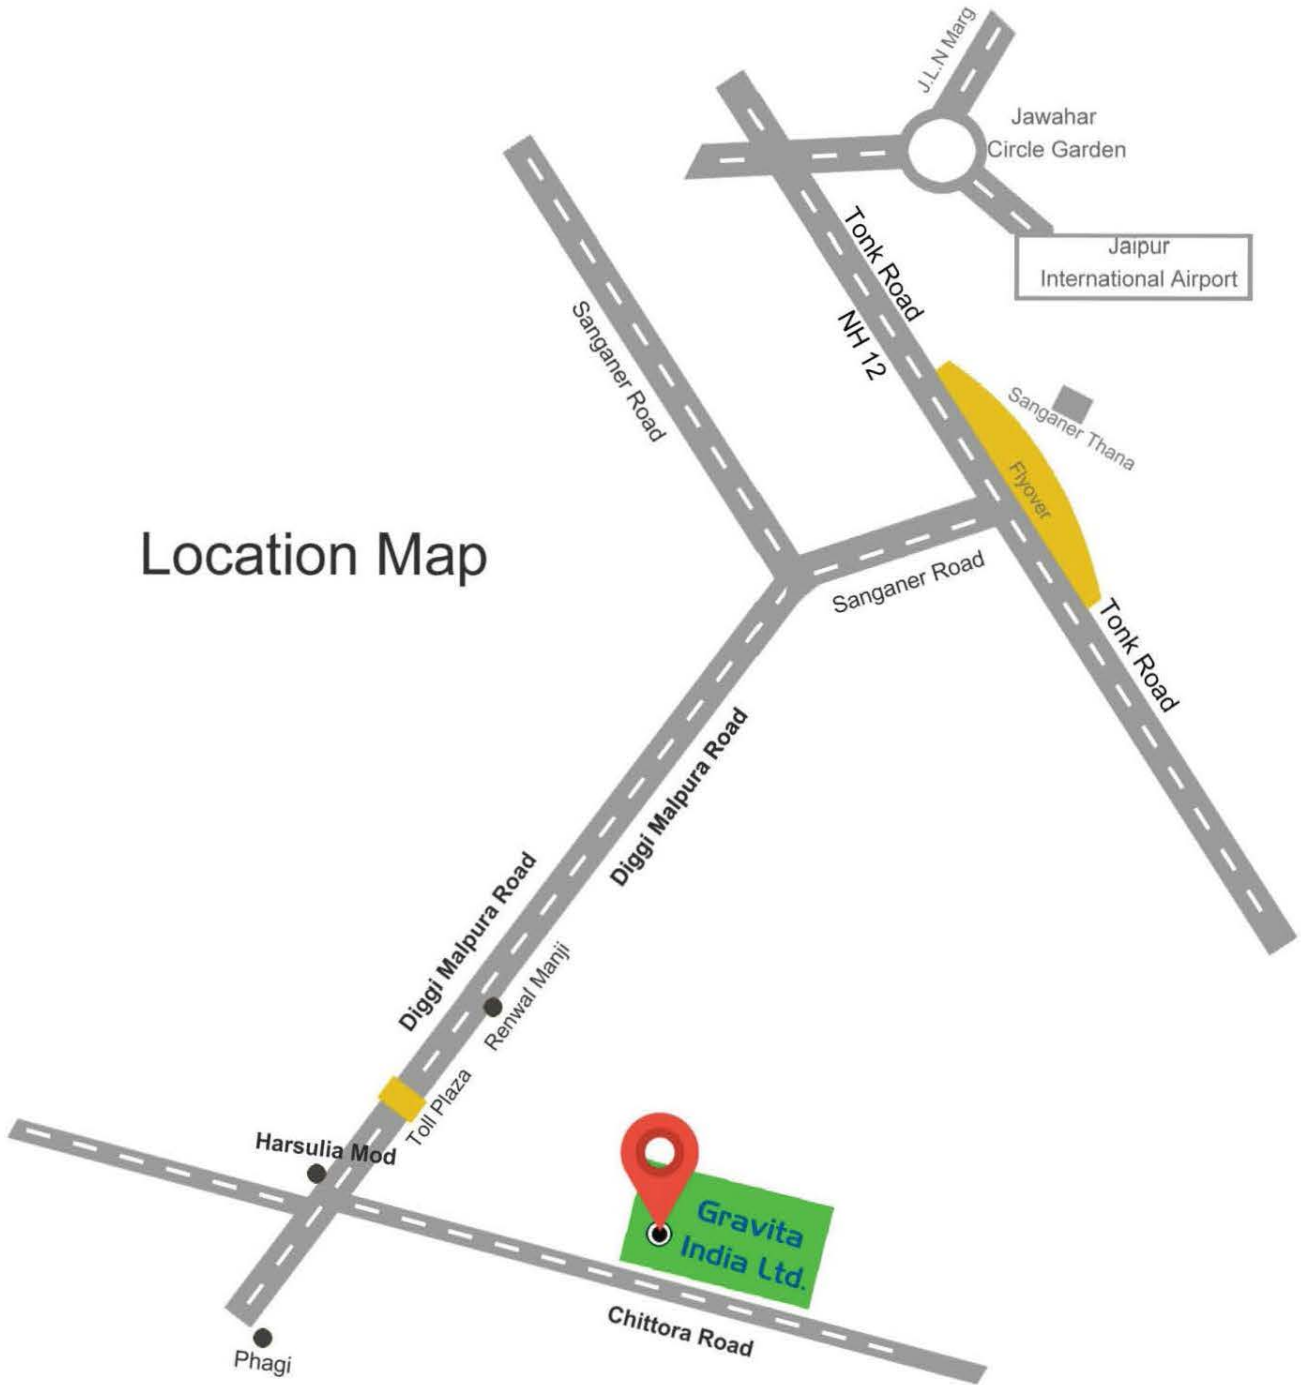 J.L.N Marg
Jawahar
Circle Garden
Jaipur
International Airport
Tonk Road
NH 12
Sanganer Road
Sanganer Thana
Flyover
Location Map
Sanganer Road
Tonk Road
Diggi Malpura Road
Diggi Malpura Road
Renwal Manji
Toll Plaza
Harsulia Mod
Gravita
India Ltd.
Chittora Road
Phagi